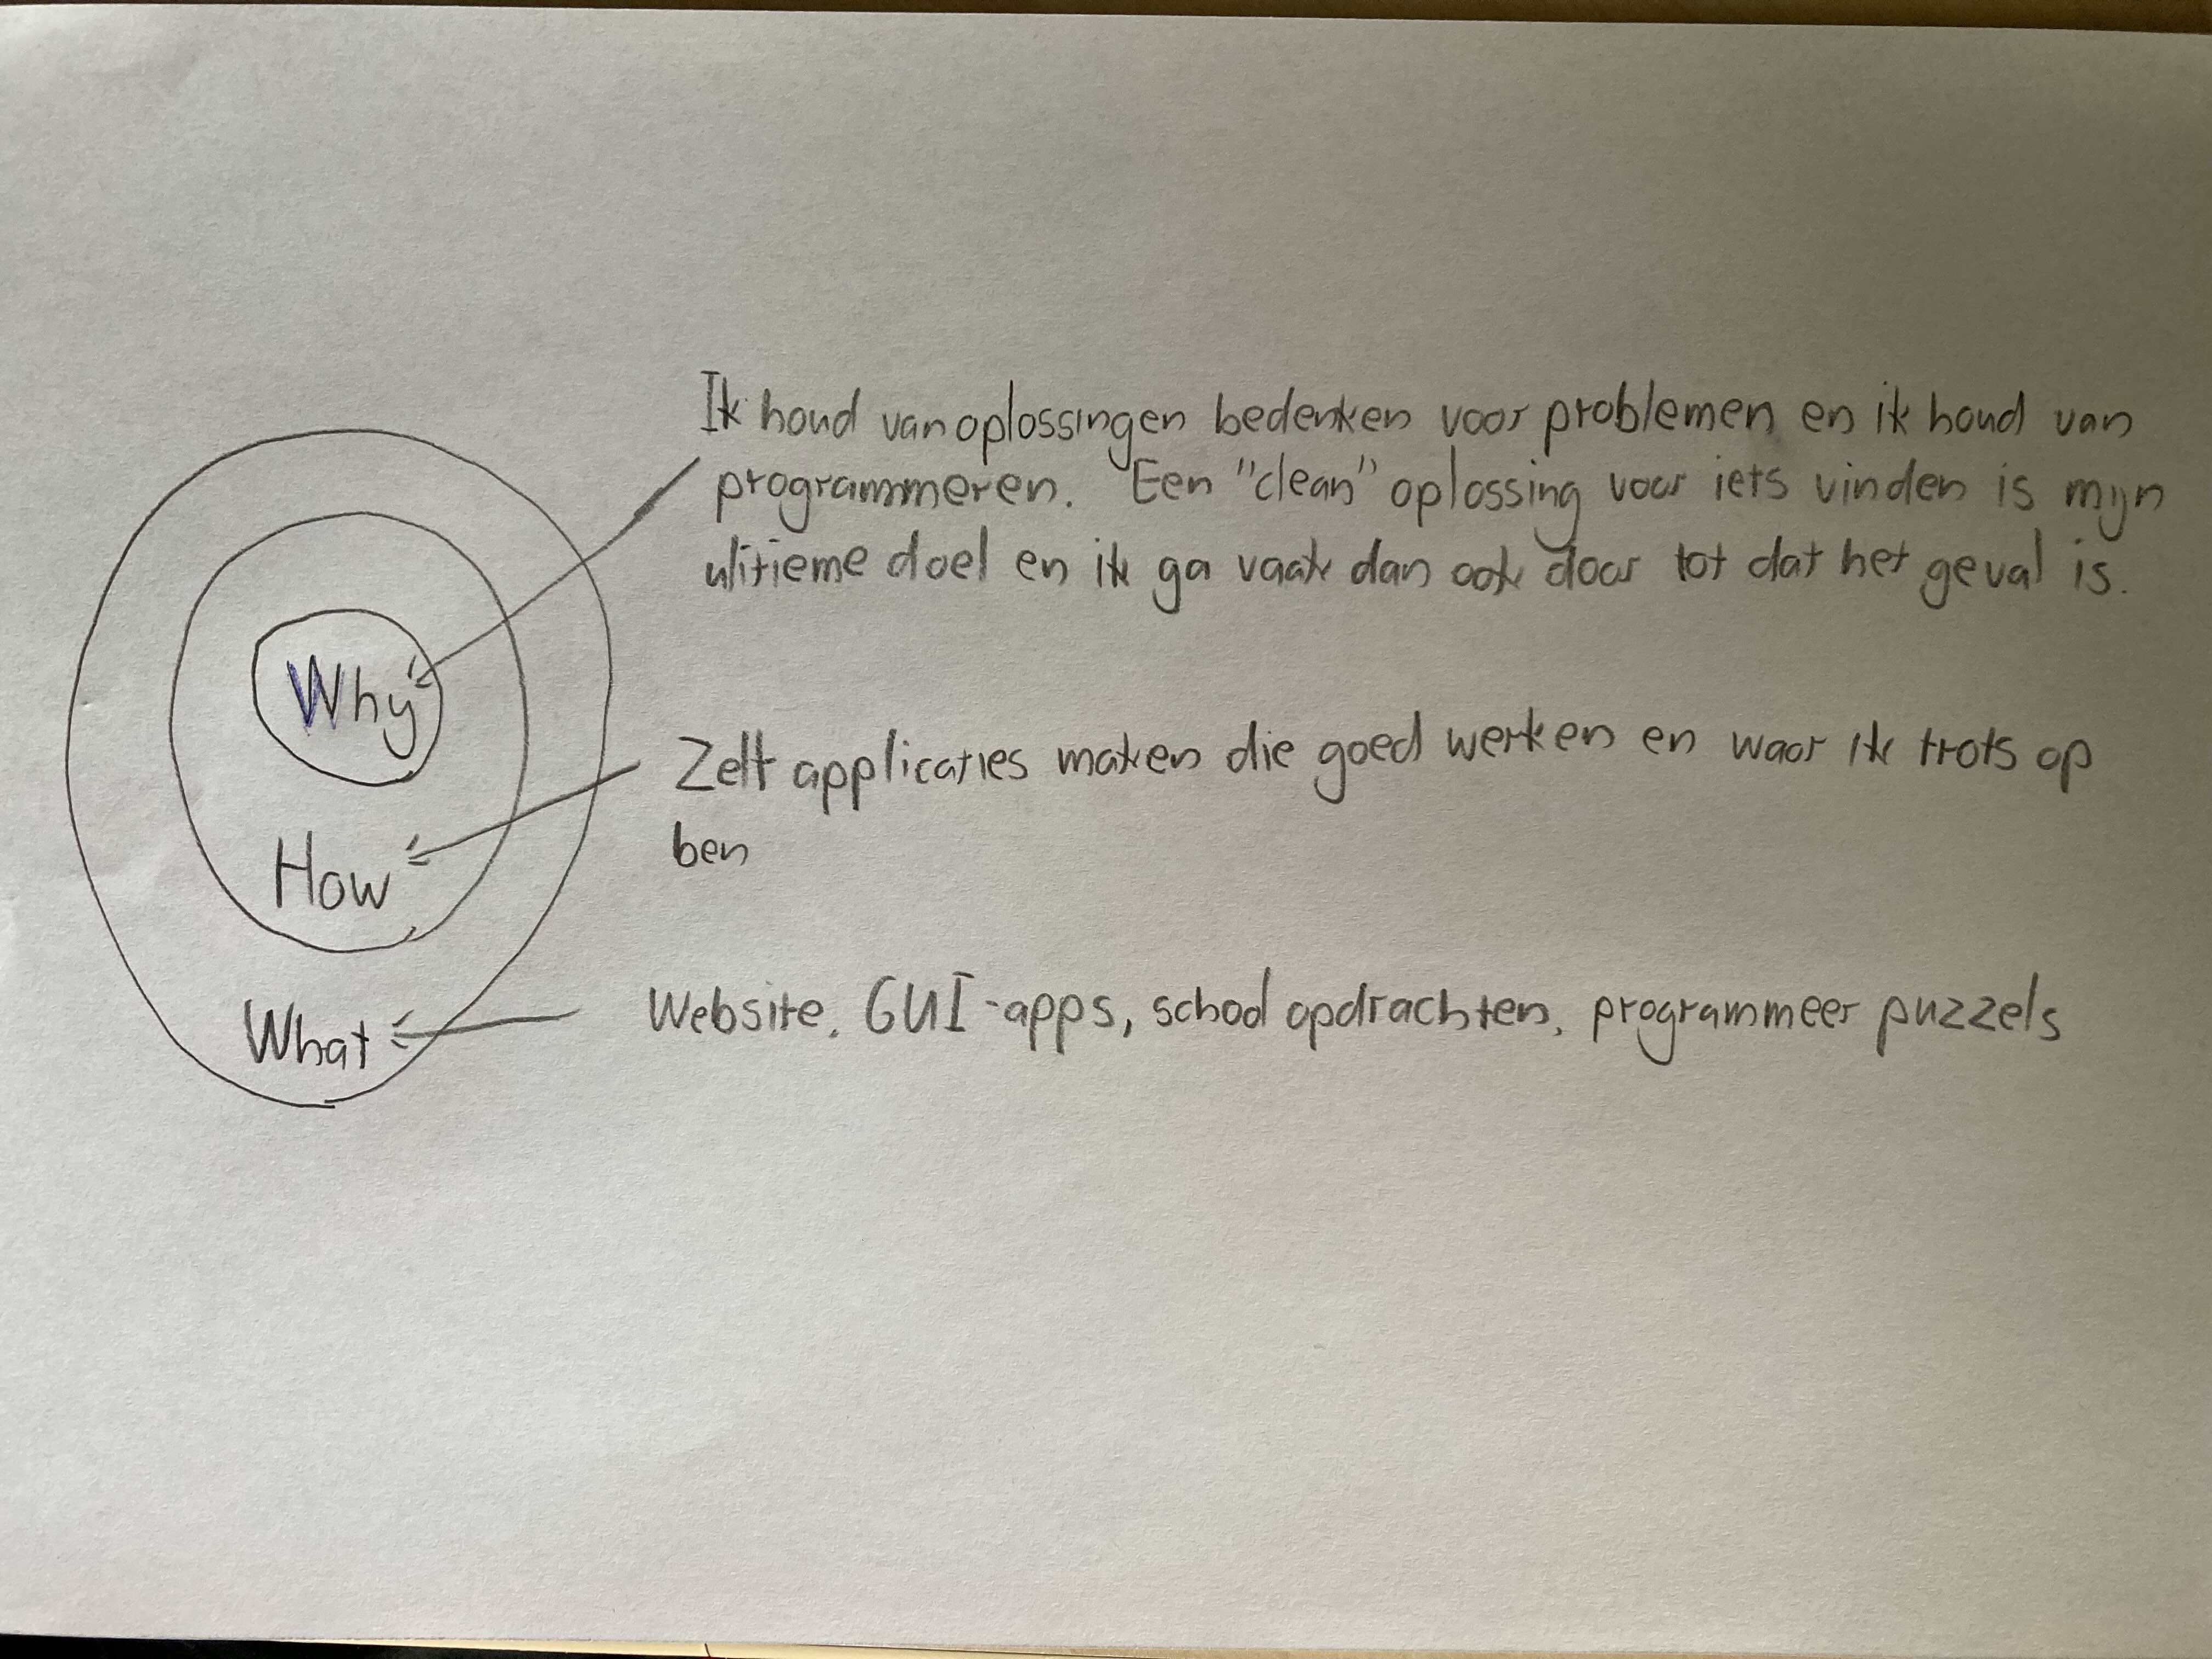 Ik houd van oplossingen bedenken voor problemen en ik houd van
programmeren. Een "clean" oplossing voor iets vinden is mijn
ulitieme doel en ik ga vaak dan ook door tot dat het geval is.
Why
Zelf applicaties maken die goed werken en waar ik trots op
ben
How
Website, GUI-apps, school opdrachten, programmeer puzzels
What